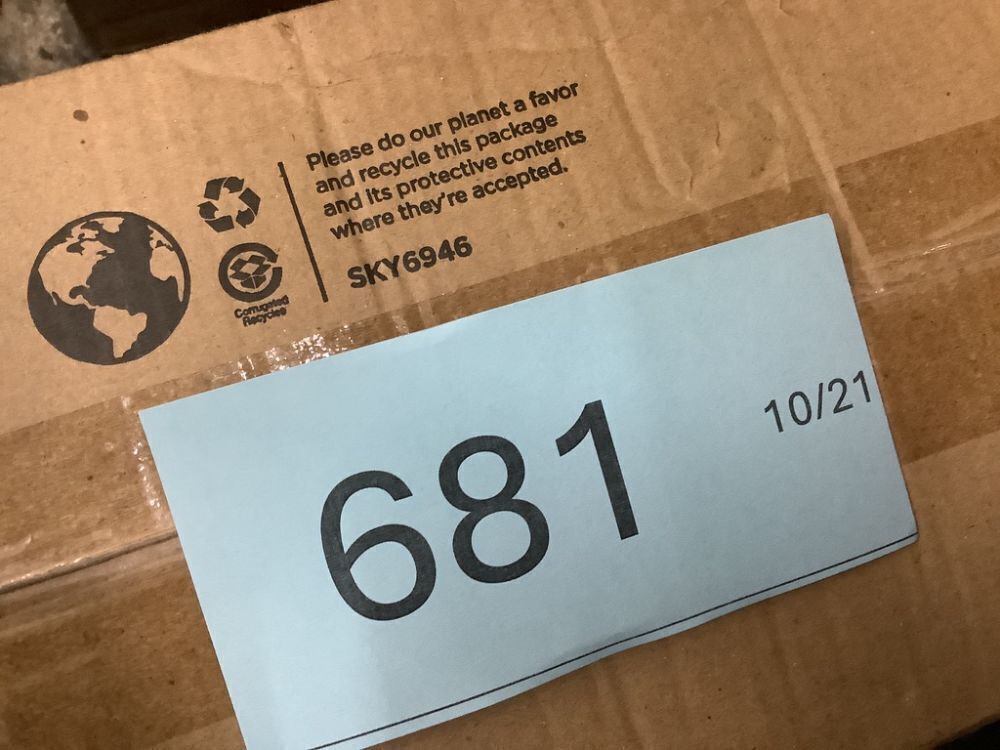 Please do our planet a favor
and recycle this package
and its protective contents
where they're accepted.
SKY6946
Corrugated
Recycles
681
10/21